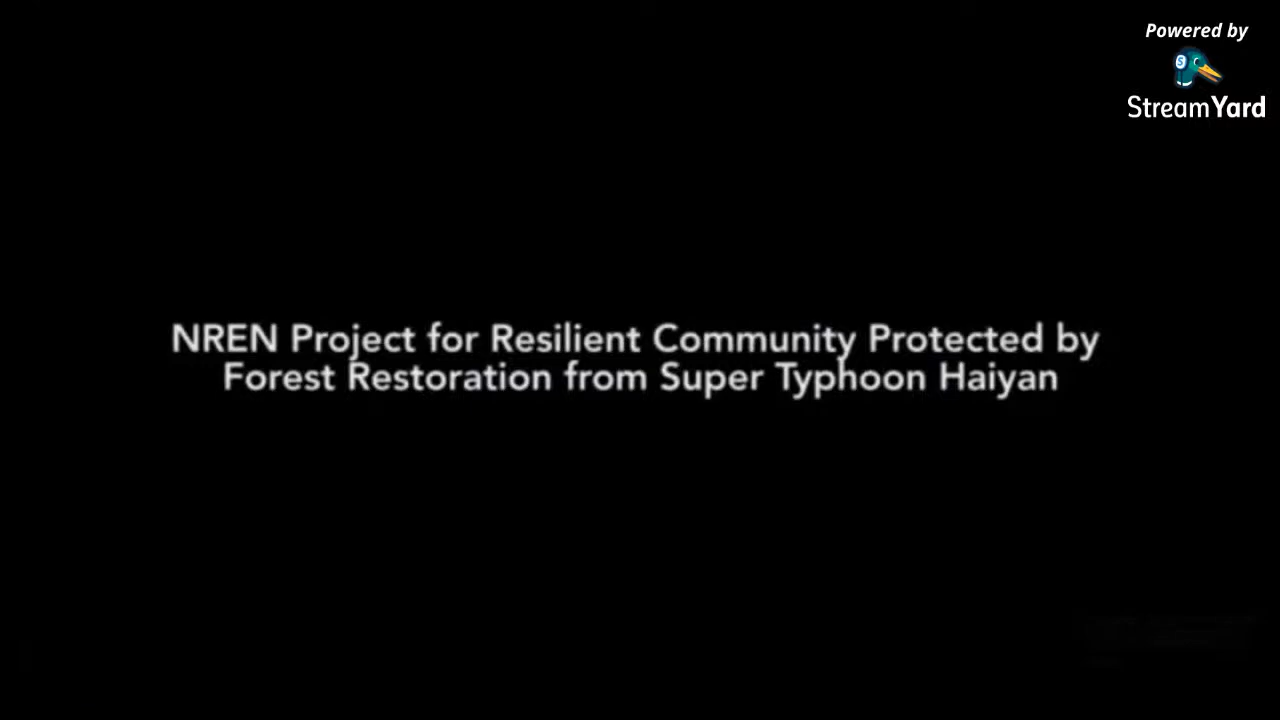 Powered by
StreamYard
NREN Project for Resilient Community Protected by
Forest Restoration from Super Typhoon Haiyan